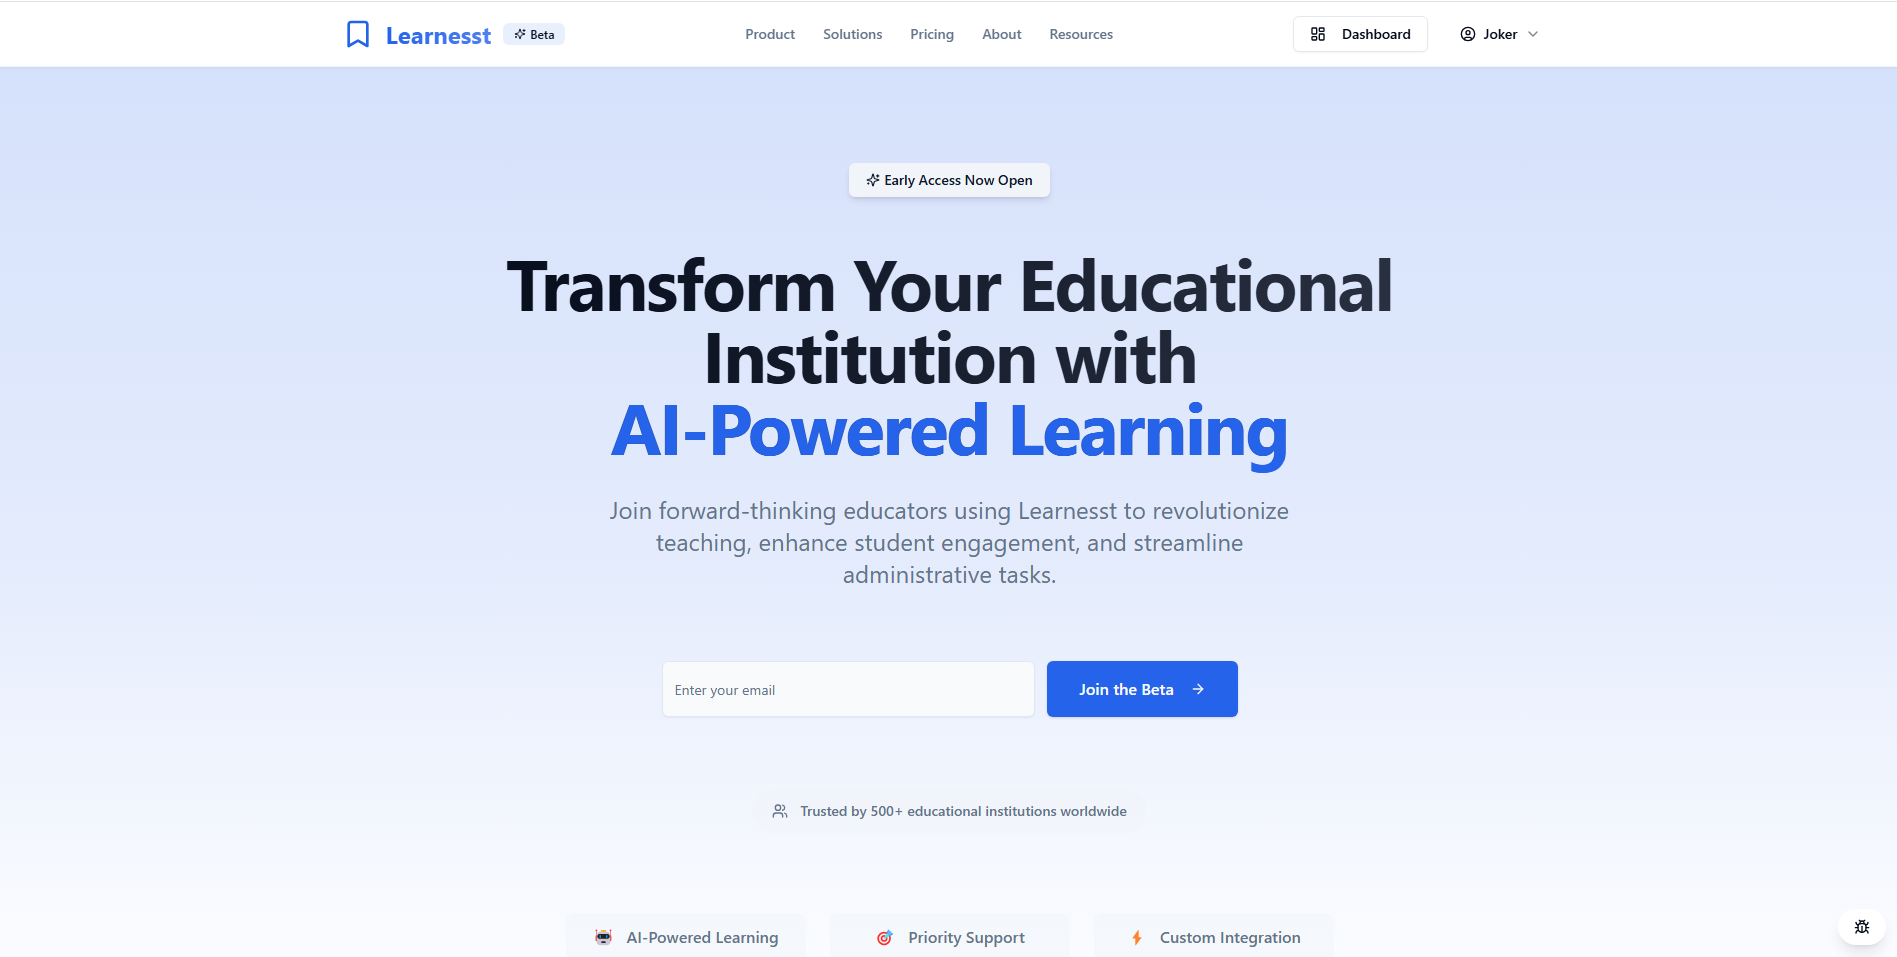 Learnesst
Beta
Product
Solutions
Pricing
About
Resources
Dashboard
Joker
Early Access Now Open
Transform Your Educational
Institution with
AI-Powered Learning
Join forward-thinking educators using Learnesst to revolutionize
teaching, enhance student engagement, and streamline
administrative tasks.
Enter your email
Join the Beta
Trusted by 500+ educational institutions worldwide
AI-Powered Learning
Priority Support
Custom Integration